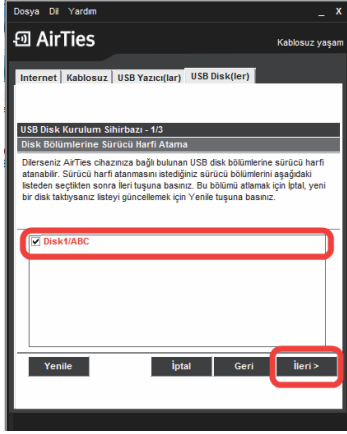 Dosya Dil Yardım _ X
AirTies
Kablosuz yaşam
Internet Kablosuz USB Yazıcı(lar) USB Disk(ler)
USB Disk Kurulum Sihirbazı - 1/3
Disk Bölümlerine Sürücü Harfi Atama
Dilerseniz AirTies cihazınıza bağlı bulunan USB disk bölümlerine sürücü harfi
atanabilir. Sürücü harfi atanmasını istediğiniz sürücü bölümlerini aşağıdaki
listeden seçtikten sonra İleri tuşuna basınız. Bu bölümü atlamak için İptal, yeni
bir disk taktıysanız listeyi güncellemek için Yenile tuşuna basınız.
Disk1/ABC
Yenile İptal Geri İleri >